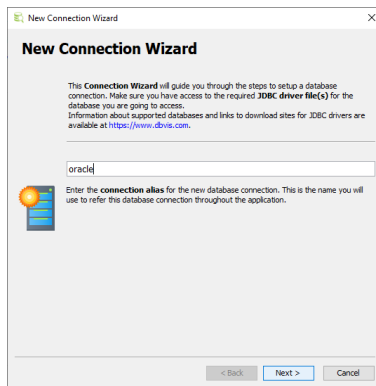 New Connection Wizard
New Connection Wizard
This Connection Wizard will guide you through the steps to setup a database
connection. Make sure you have access to the required JDBC driver file(s) for the
database you are going to access.
Information about supported databases and links to download sites for JDBC drivers are
available at https://www.dbvis.com.
oracle
Enter the connection alias for the new database connection. This is the name you will
use to refer this database connection throughout the application.
< Back Next > Cancel